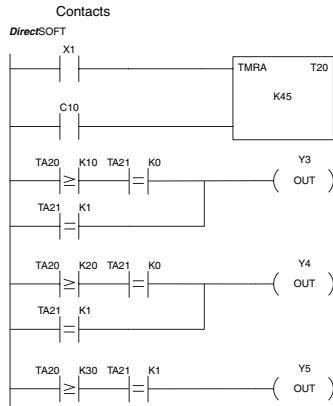 Contacts
DirectSOFT
X1
TMRA T20
K45
C10
TA20 K10 TA21 K0 Y3
≥ = OUT
TA21 K1
=
TA20 K20 TA21 K0 Y4
≥ = OUT
TA21 K1
=
TA20 K30 TA21 K1 Y5
≥ = OUT